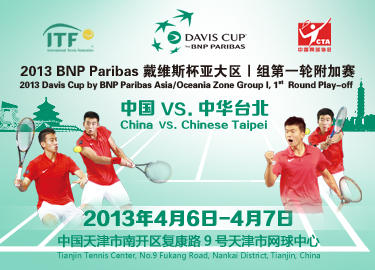 ITF
International Tennis Federation
DAVIS CUP
by BNP PARIBAS
CTA
中国网球协会
2013 BNP Paribas 戴维斯杯亚大区 I 组第一轮附加赛
2013 Davis Cup by BNP Paribas Asia/Oceania Zone Group I, 1st Round Play-off
中国 VS. 中华台北
China vs. Chinese Taipei
2013年4月6日-4月7日
中国天津市南开区复康路 9 号天津市网球中心
Tianjin Tennis Center, No.9 Fukang Road, Nankai District, Tianjin, China